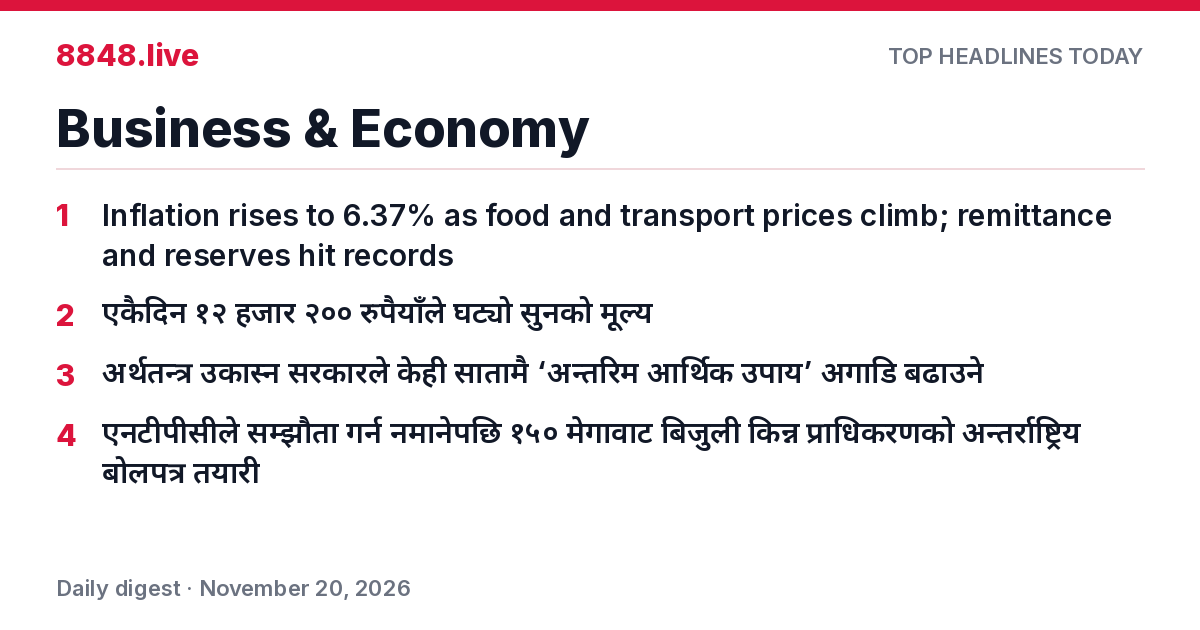 8848.live
TOP HEADLINES TODAY
Business & Economy
1 Inflation rises to 6.37% as food and transport prices climb; remittance
and reserves hit records
2 एकैदिन १२ हजार २०० रुपैयाँले घट्यो सुनको मूल्य
3 अर्थतन्त्र उकास्न सरकारले केही सातामै ‘अन्तरिम आर्थिक उपाय’ अगाडि बढाउने
4 एनटीपीसीले सम्झौता गर्न नमानेपछि १५० मेगावाट बिजुली किन्न प्राधिकरणको अन्तर्राष्ट्रिय
बोलपत्र तयारी
Daily digest · November 20, 2026